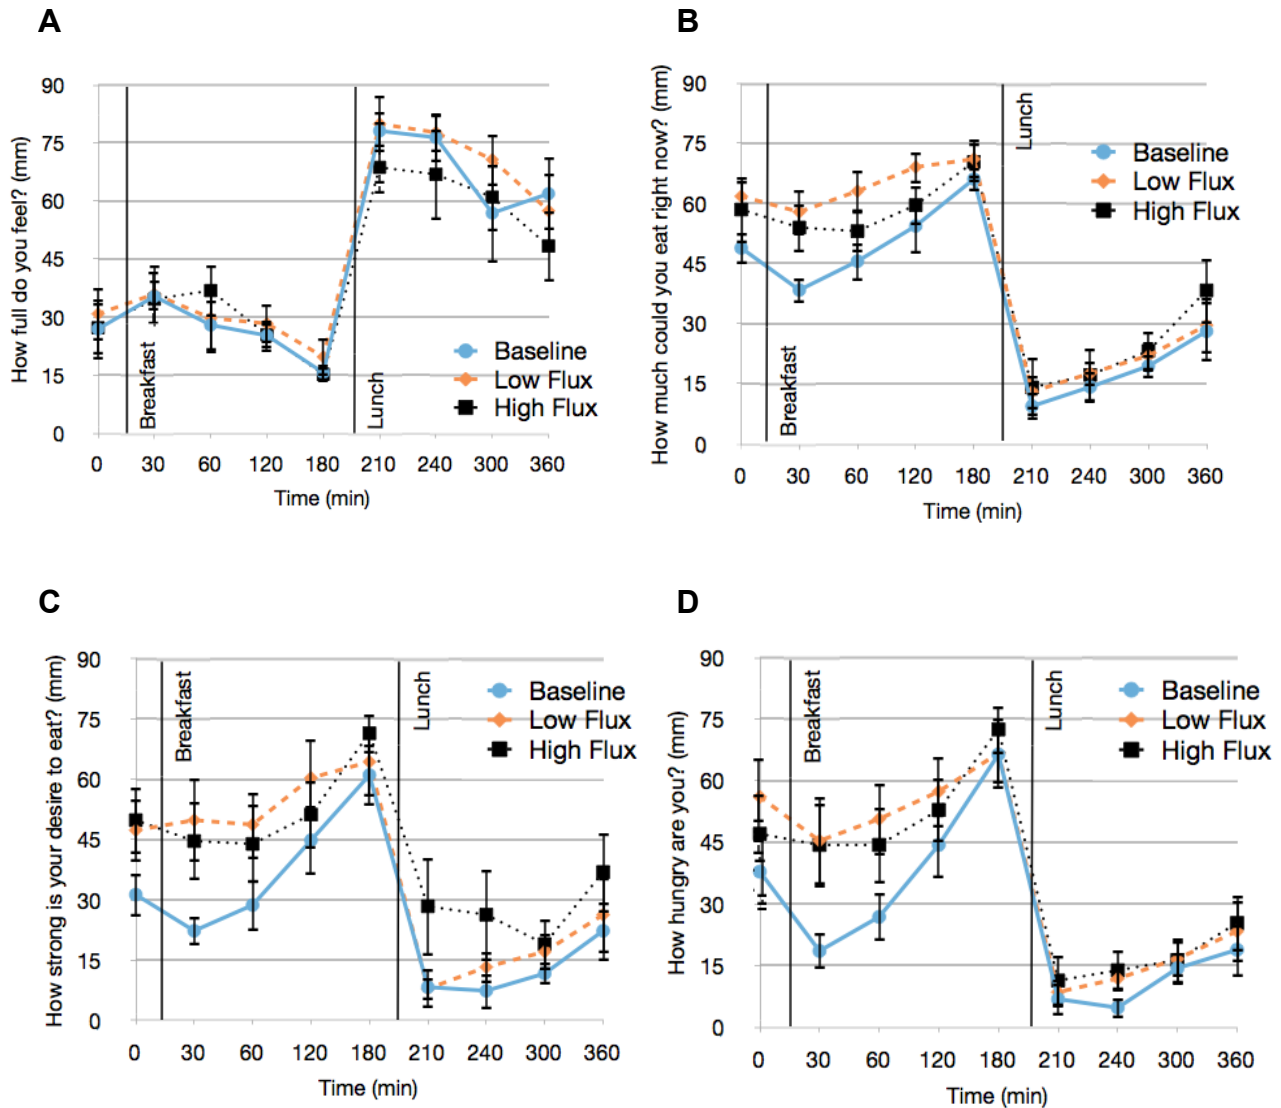 A
How full do you feel? (mm)
90
75
60
45
30
15
0
Breakfast
Lunch
Baseline
Low Flux
High Flux
0 30 60 120 180 210 240 300 360
Time (min)
B
How much could you eat right now? (mm)
90
75
60
45
30
15
0
Breakfast
Lunch
Baseline
Low Flux
High Flux
0 30 60 120 180 210 240 300 360
Time (min)
C
How strong is your desire to eat? (mm)
90
75
60
45
30
15
0
Breakfast
Lunch
Baseline
Low Flux
High Flux
0 30 60 120 180 210 240 300 360
Time (min)
D
How hungry are you? (mm)
90
75
60
45
30
15
0
Breakfast
Lunch
Baseline
Low Flux
High Flux
0 30 60 120 180 210 240 300 360
Time (min)